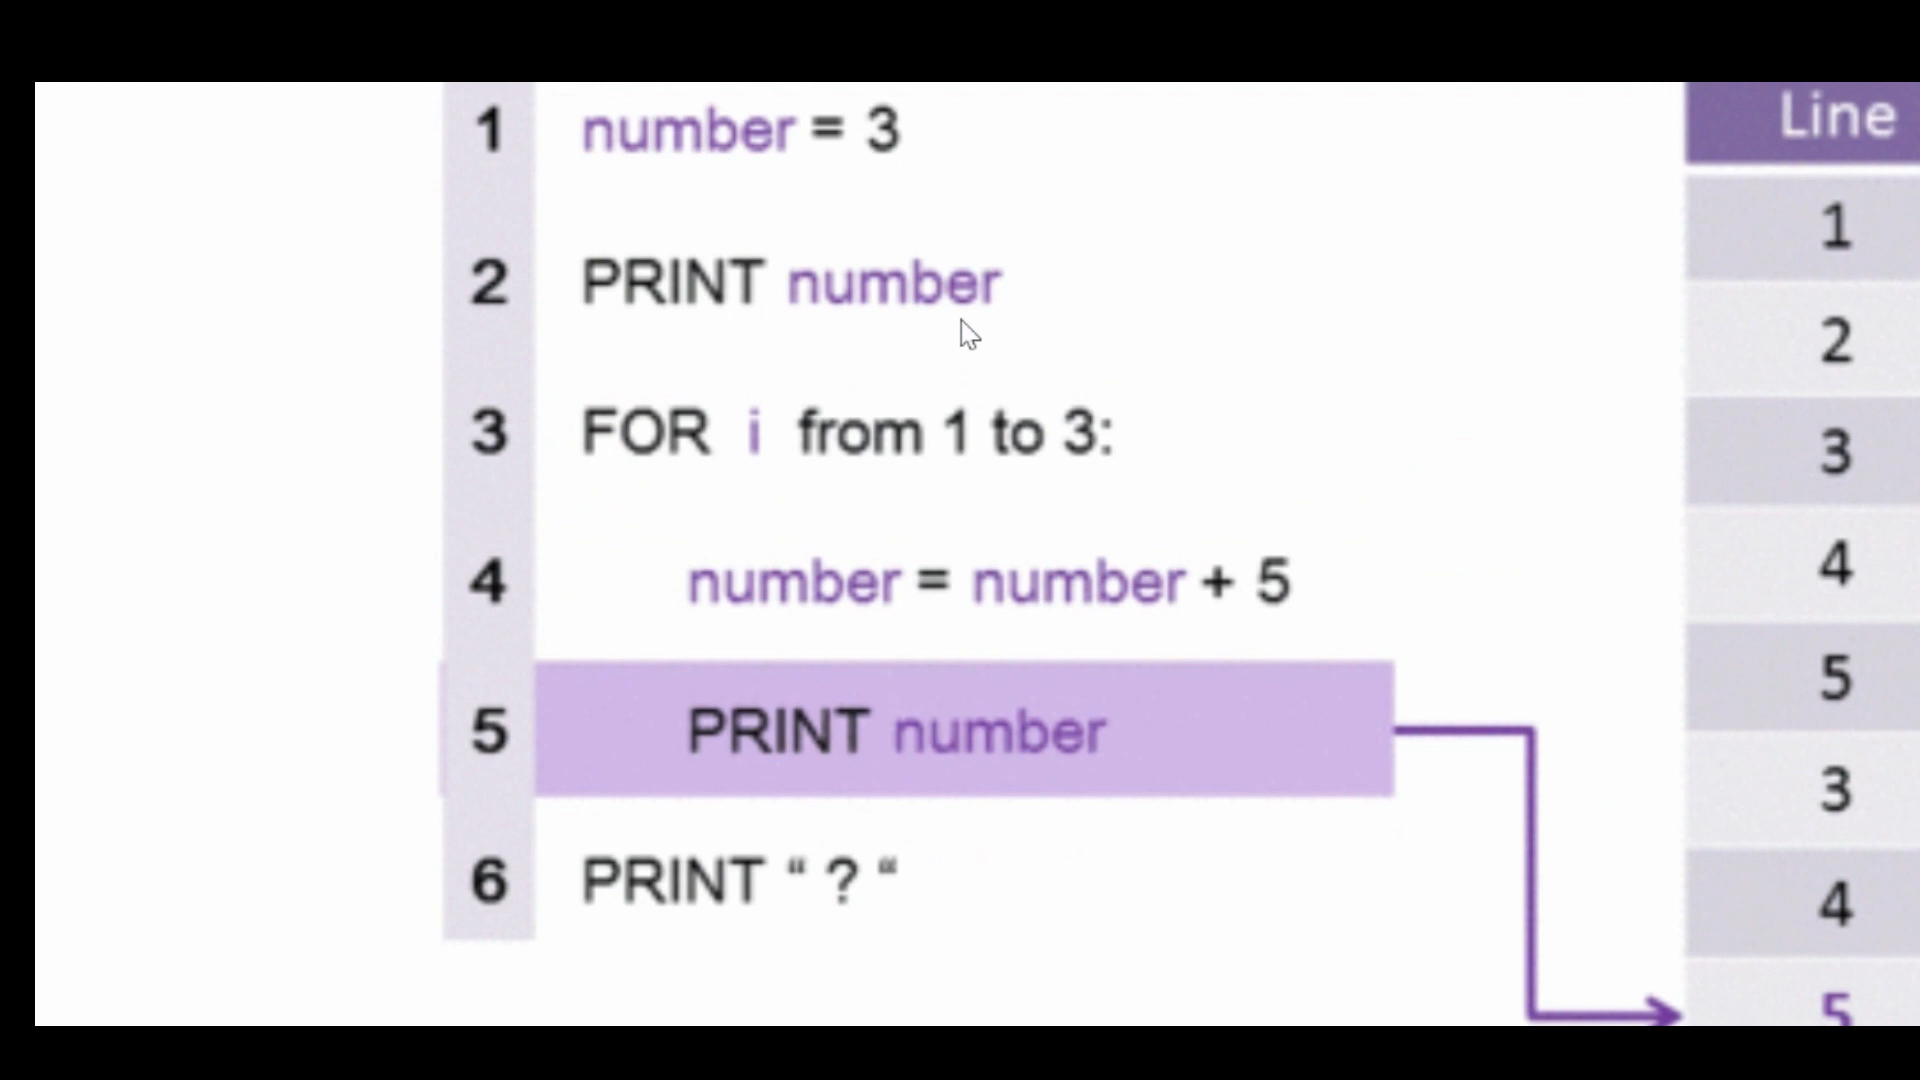 1 number = 3
2 PRINT number
3 FOR i from 1 to 3:
4 number = number + 5
5 PRINT number
6 PRINT “ ? “
Line
1
2
3
4
5
3
4
5